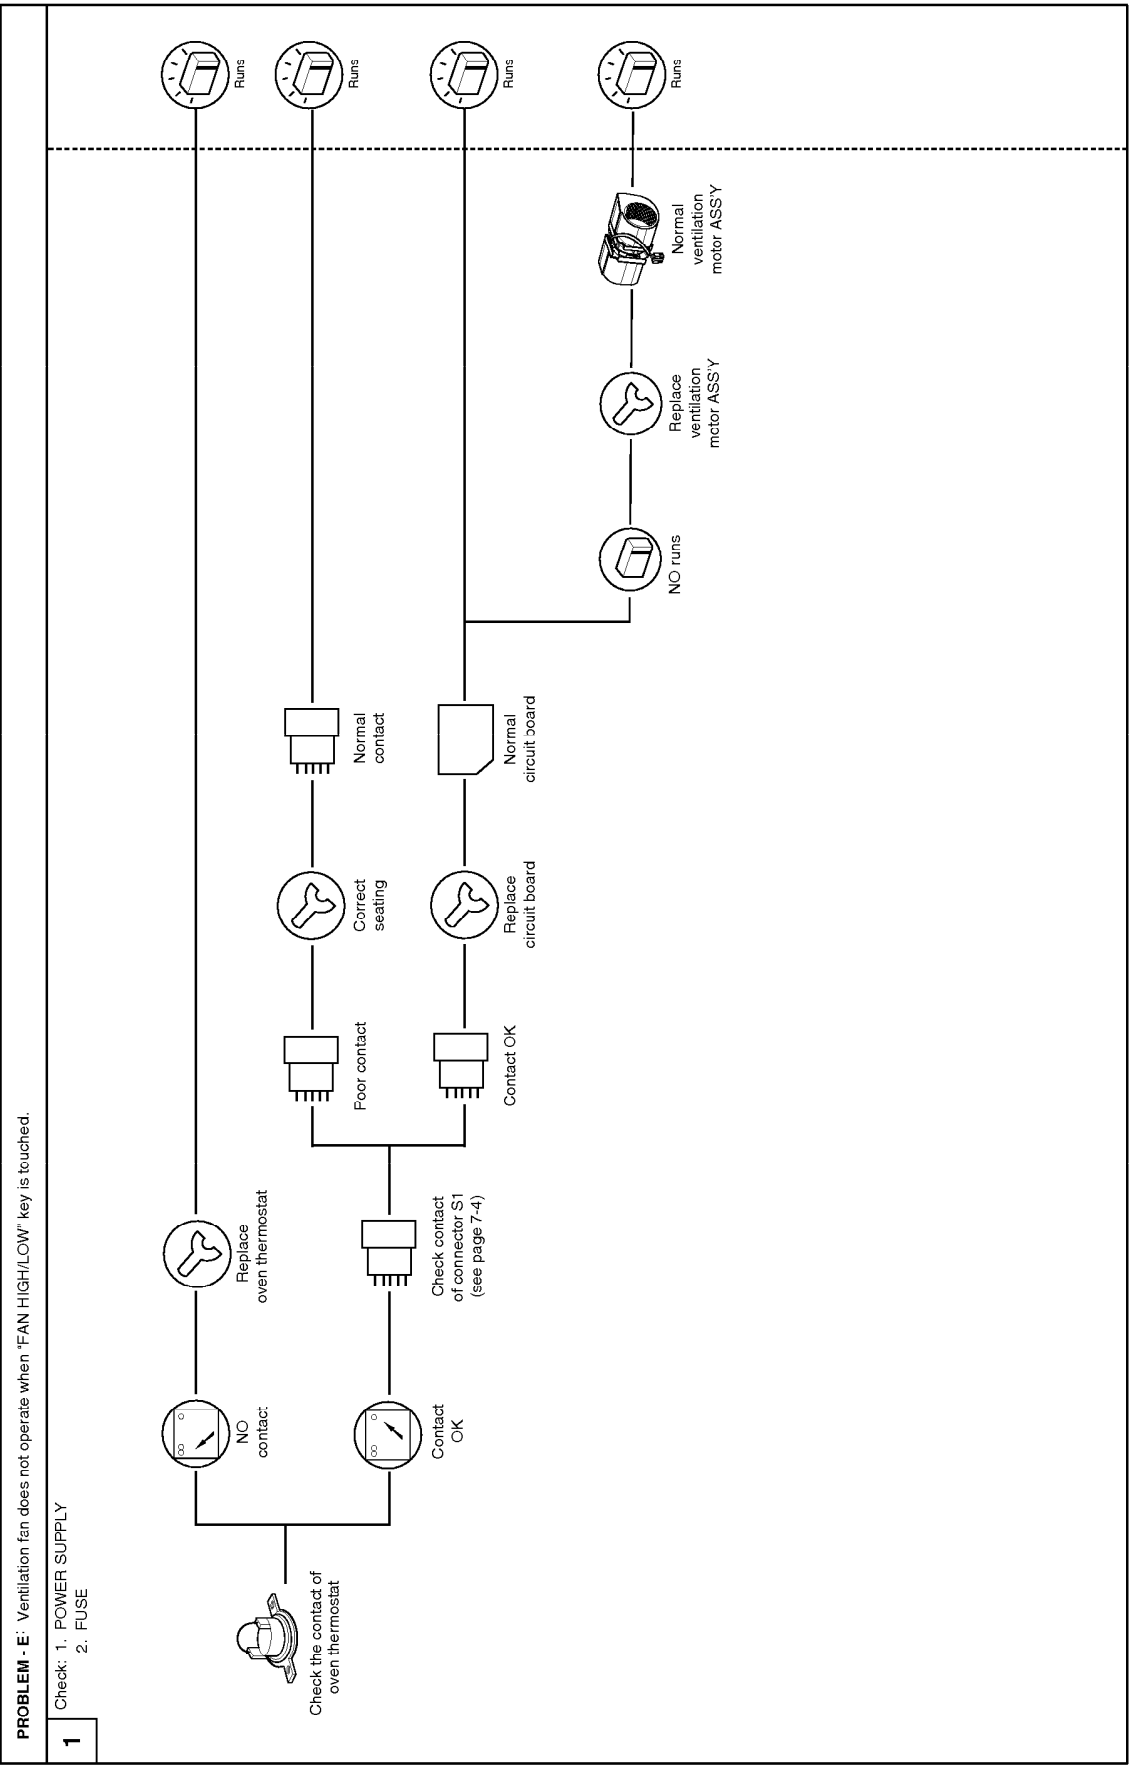 PROBLEM - E: Ventilation fan does not operate when "FAN HIGH/LOW" key is touched.
1
Check: 1. POWER SUPPLY
2. FUSE
Check the contact of
oven thermostat
NO
contact
Replace
oven thermostat
Runs
Contact
OK
Check contact
of connector S1
(see page 7-4)
Poor contact
Correct
seating
Normal
contact
Runs
Contact OK
Replace
circuit board
Normal
circuit board
Runs
NO runs
Replace
ventilation
motor ASS'Y
Normal
ventilation
motor ASS'Y
Runs